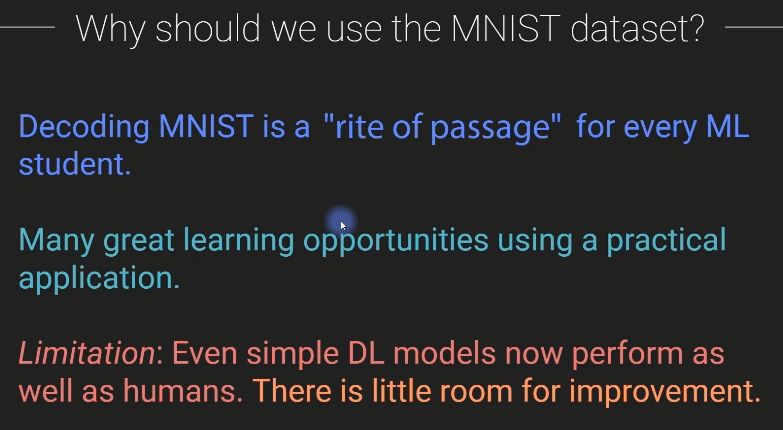 Why should we use the MNIST dataset?
Decoding MNIST is a "rite of passage" for every ML
student.
Many great learning opportunities using a practical
application.
Limitation: Even simple DL models now perform as
well as humans. There is little room for improvement.